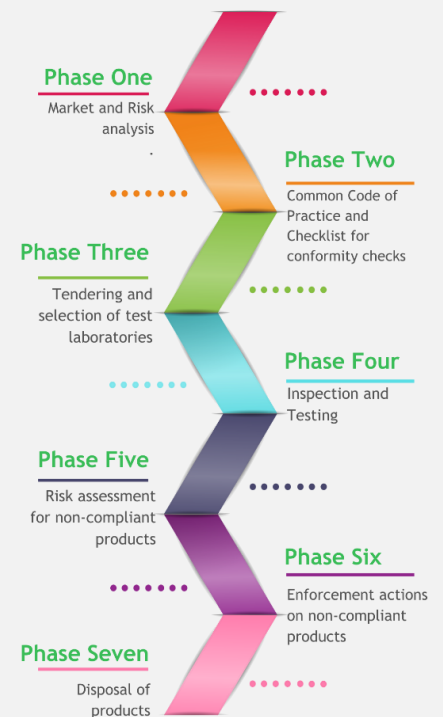 Phase One
Market and Risk
analysis
.
Phase Two
Common Code of
Practice and
Checklist for
conformity checks
Phase Three
Tendering and
selection of test
laboratories
Phase Four
Inspection and
Testing
Phase Five
Risk assessment
for non-compliant
products
Phase Six
Enforcement actions
on non-compliant
products
Phase Seven
Disposal of
products